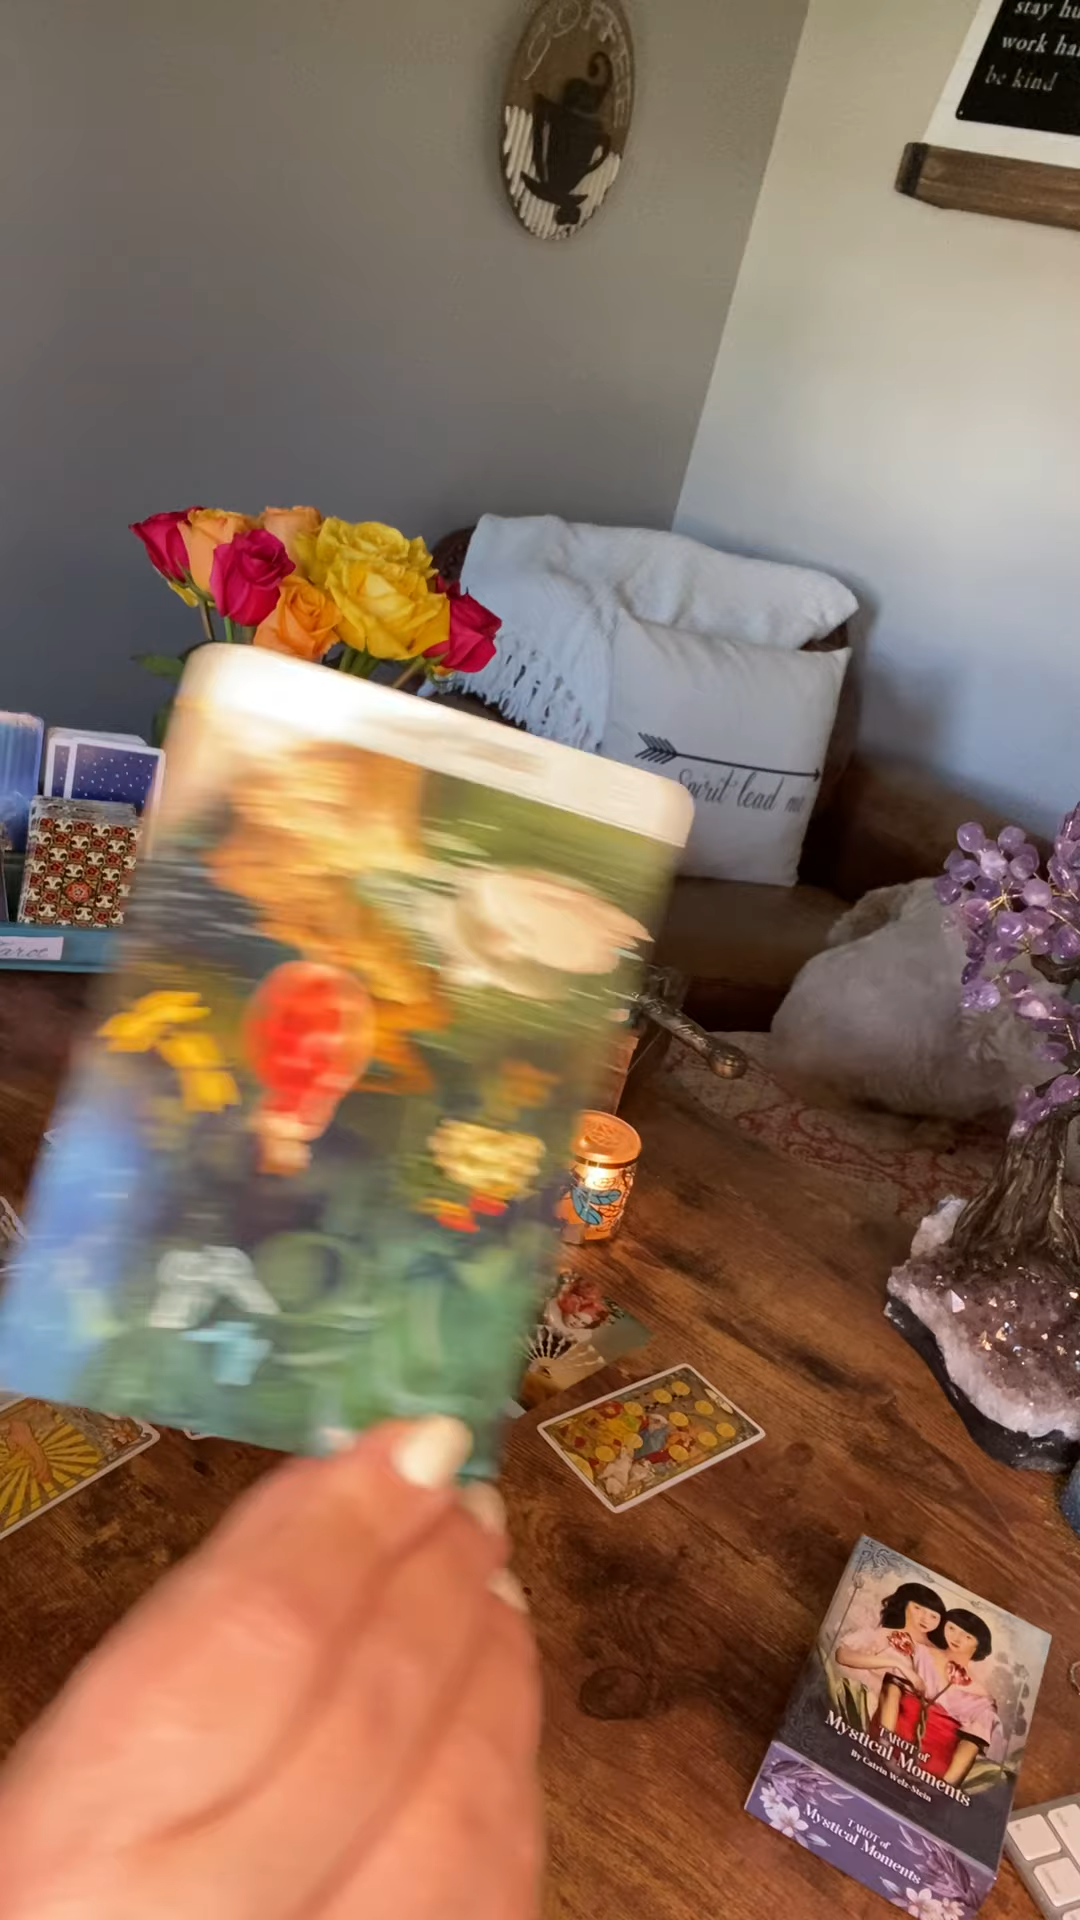 COFFEE
stay hu
work ha
be kind
Spirit lead me
TAROT of
Mystical Moments
By Catrin Welz-Stein
TAROT of
Mystical Moments